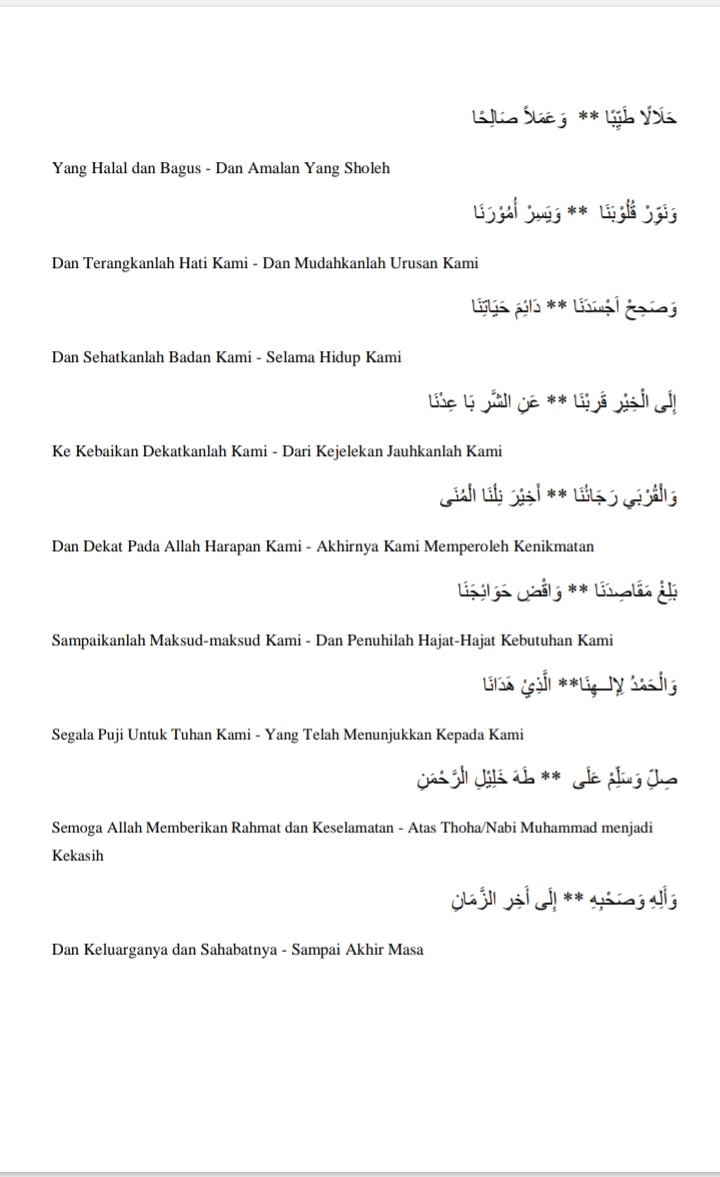 حَلَالًا طَيِّبًا ** وَعَمَلاً صَالِحًا
Yang Halal dan Bagus - Dan Amalan Yang Sholeh
وَنَوِّرْ قُلُوْبَنَا ** وَيَسِرْ أُمُوْرَنَا
Dan Terangkanlah Hati Kami - Dan Mudahkanlah Urusan Kami
وَصَحِحْ اَجْسَدَنَا ** دَائِمَ حَيَاتِنَا
Dan Sehatkanlah Badan Kami - Selama Hidup Kami
إِلَى الْخَيْرِ قَرِبْنَا ** عَنِ الشَّرِ بَا عِدْنَا
Ke Kebaikan Dekatkanlah Kami - Dari Kejelekan Jauhkanlah Kami
وَالْقُرْبَي رَجَائُنَا ** أَخِيْرَ نِلْنَا الْمُنَى
Dan Dekat Pada Allah Harapan Kami - Akhirnya Kami Memperoleh Kenikmatan
بَلِغْ مَقَاصِدَنَا ** وَاقْضِ حَوَائِجَنَا
Sampaikanlah Maksud-maksud Kami - Dan Penuhilah Hajat-Hajat Kebutuhan Kami
وَالْحَمْدُ لِإلــهِنَا** الَّذِيْ هَدَانَا
Segala Puji Untuk Tuhan Kami - Yang Telah Menunjukkan Kepada Kami
صِلِّ وَسَلِّمْ عَلَى ** طَهَ خَلِيْلِ الرَّحْمَنِ
Semoga Allah Memberikan Rahmat dan Keselamatan - Atas Thoha/Nabi Muhammad menjadi
Kekasih
وَأَلِهِ وَصَحْبِهِ ** إِلَى أَخِرِ الزَّمَانِ
Dan Keluarganya dan Sahabatnya - Sampai Akhir Masa